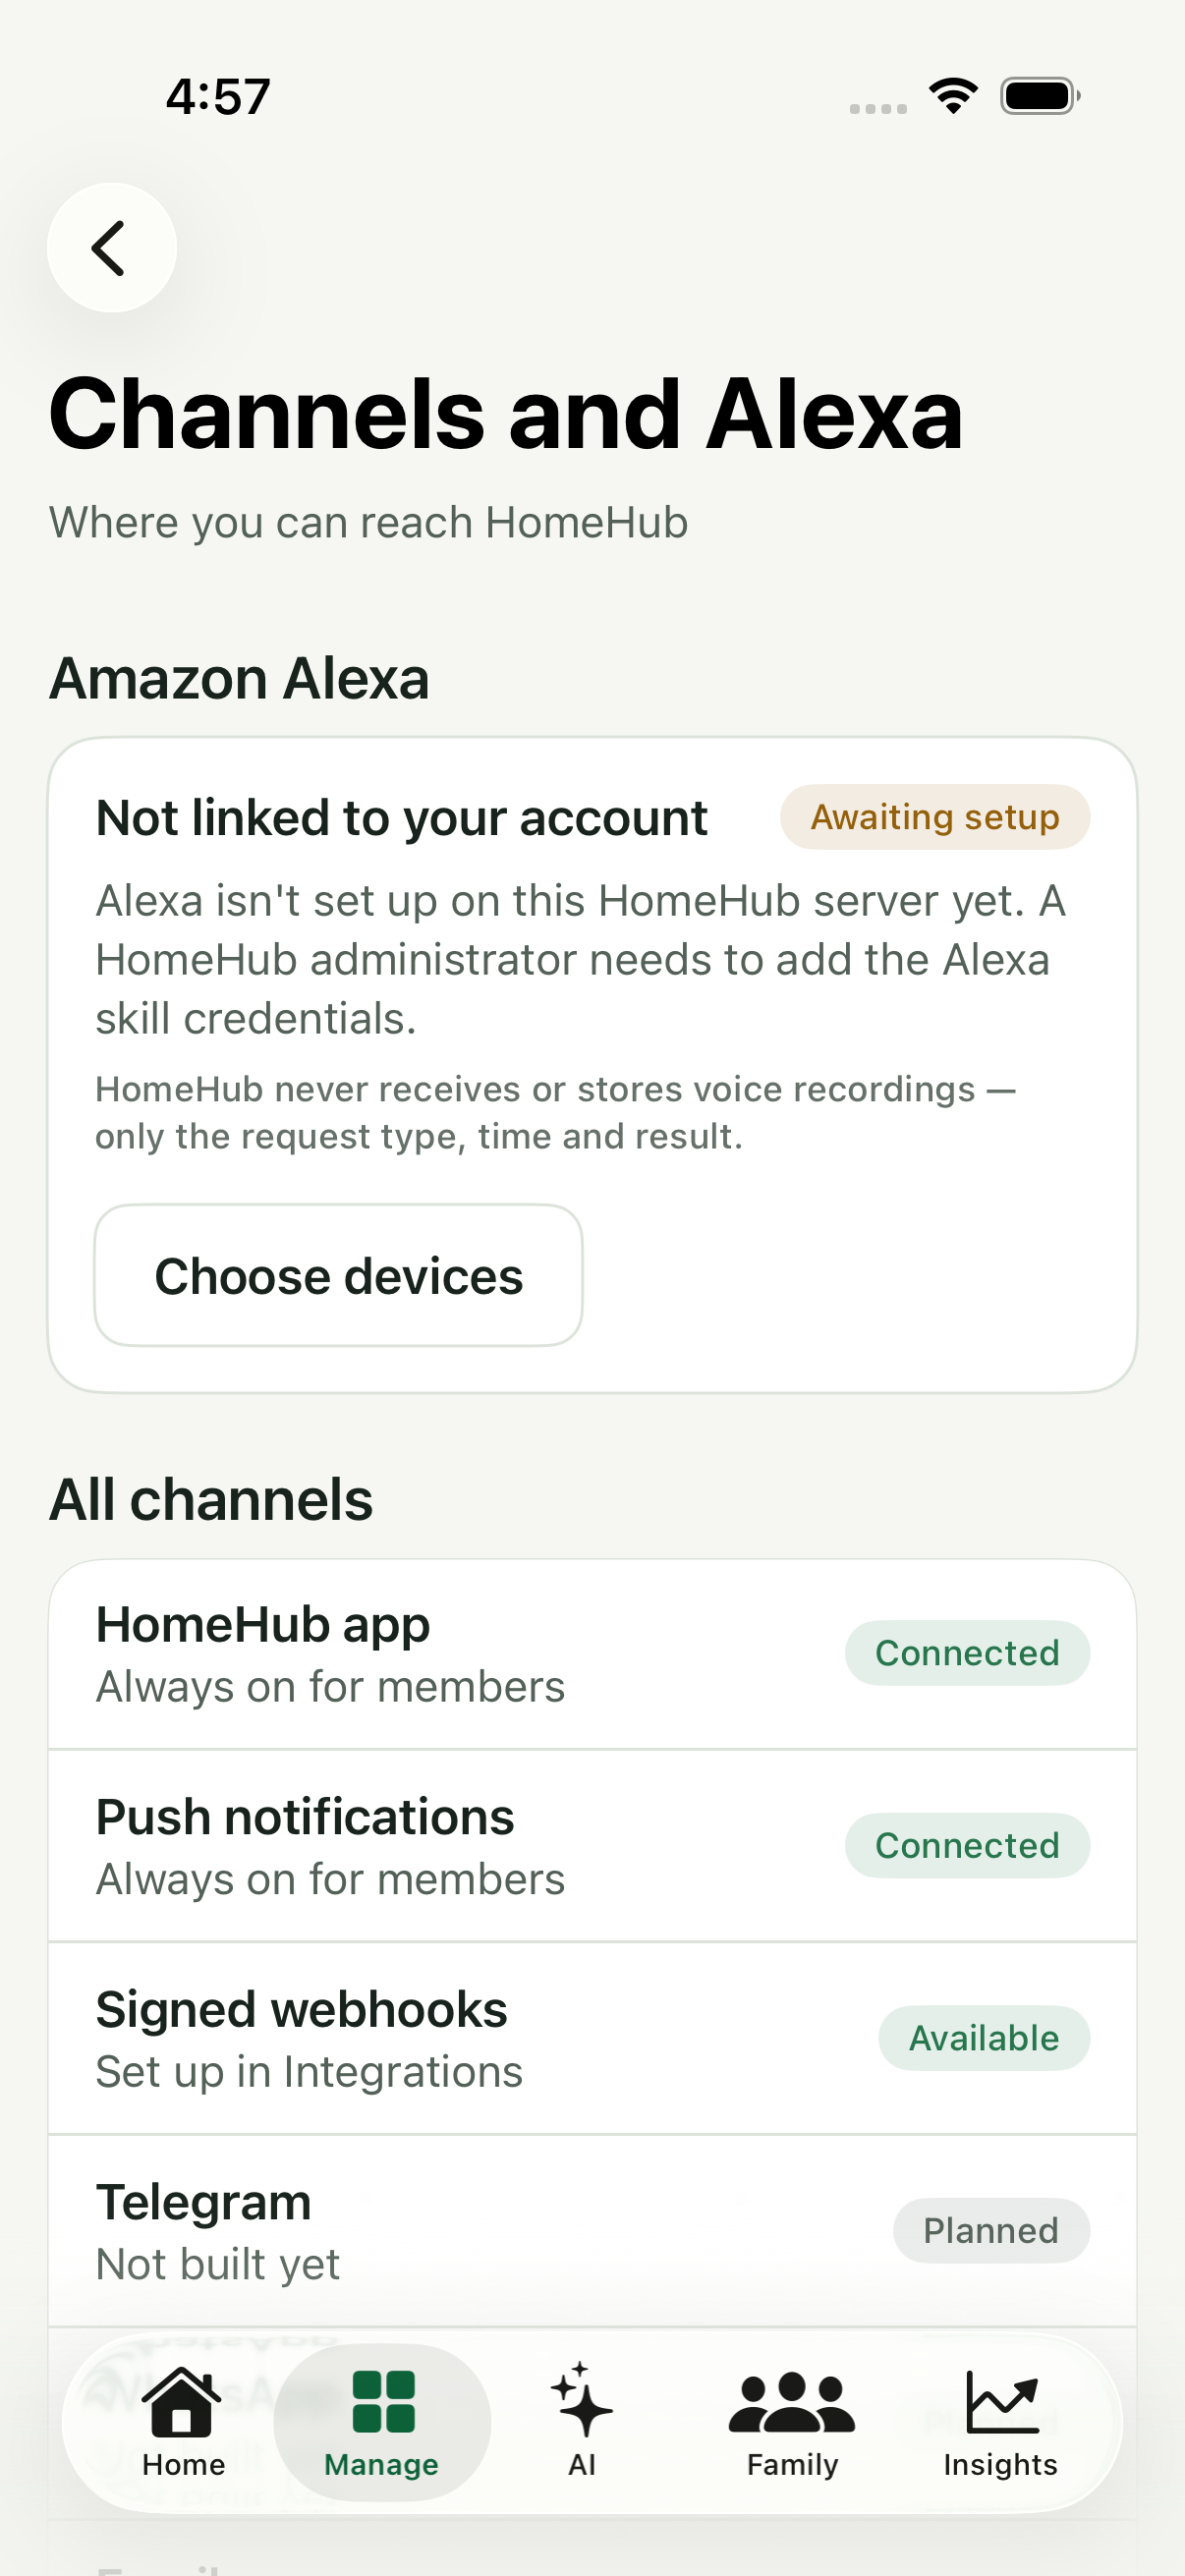 4:57
Channels and Alexa
Where you can reach HomeHub
Amazon Alexa
Not linked to your account
Awaiting setup
Alexa isn't set up on this HomeHub server yet. A
HomeHub administrator needs to add the Alexa
skill credentials.
HomeHub never receives or stores voice recordings —
only the request type, time and result.
Choose devices
All channels
HomeHub app
Connected
Always on for members
Push notifications
Connected
Always on for members
Signed webhooks
Available
Set up in Integrations
Telegram
Planned
Not built yet
Home
Manage
AI
Family
Insights